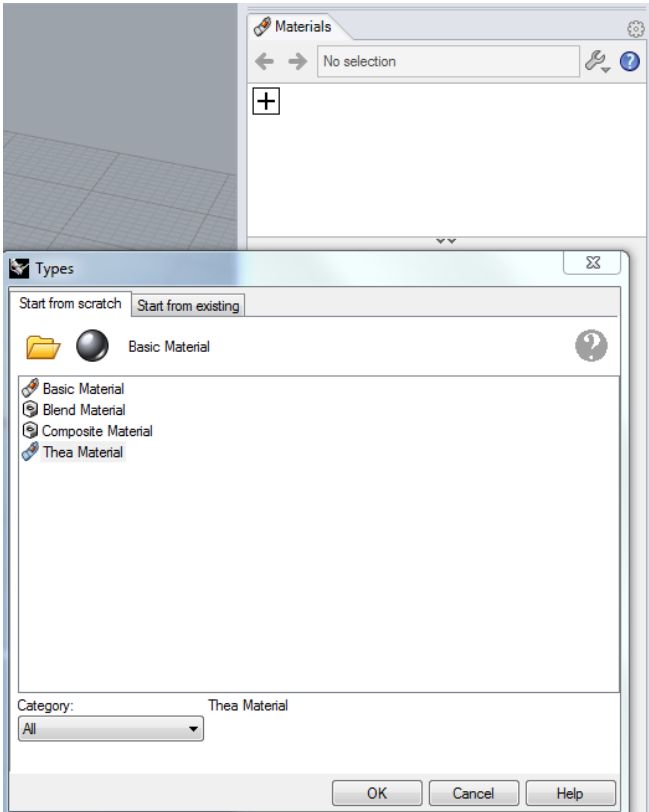 Materials
No selection
Types
Start from scratch Start from existing
Basic Material
Basic Material
Blend Material
Composite Material
Thea Material
Category: Thea Material
All
OK Cancel Help